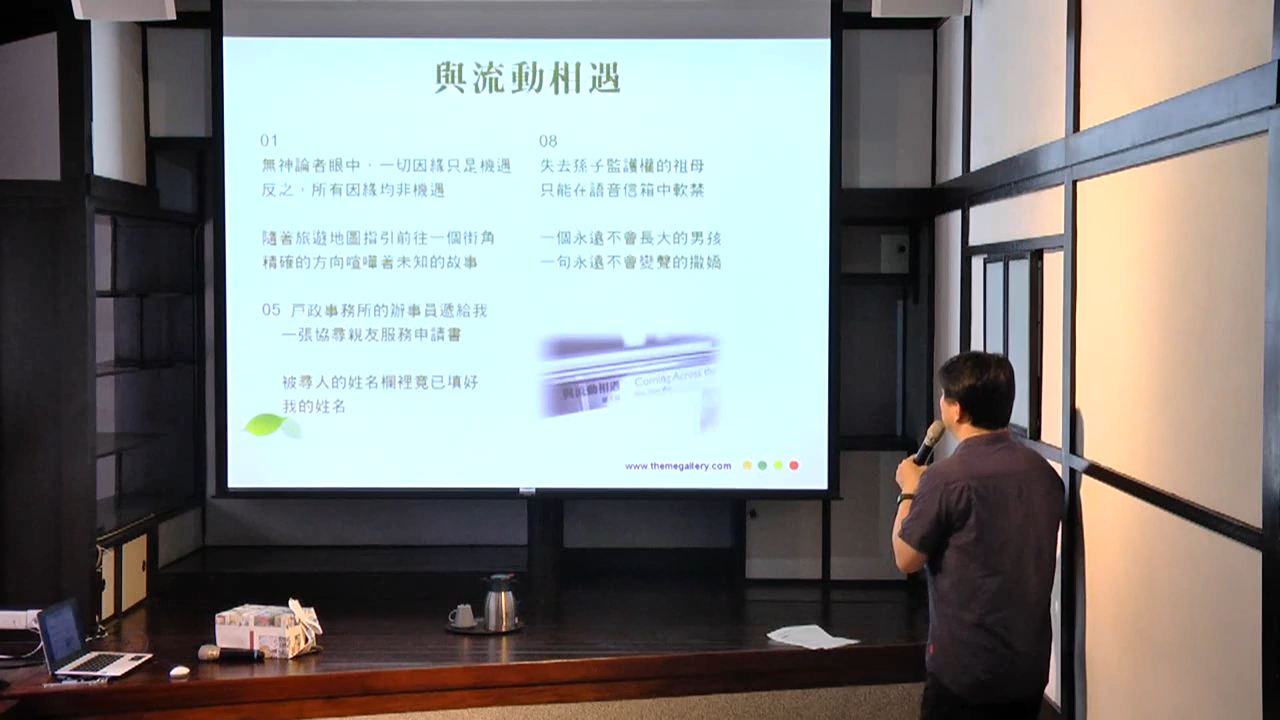 與流動相遇
01
無神論者眼中，一切因緣只是機遇
反之，所有因緣均非機遇
隨著旅遊地圖指引前往一個街角
精確的方向喧嘩著未知的故事
05 戶政事務所的辦事員遞給我
一張協尋親友服務申請書
被尋人的姓名欄裡竟已填好
我的姓名
08
失去孫子監護權的祖母
只能在語音信箱中軟禁
一個永遠不會長大的男孩
一句永遠不會變聲的撒嬌
與流動相遇
Coming Across the
www.themegallery.com